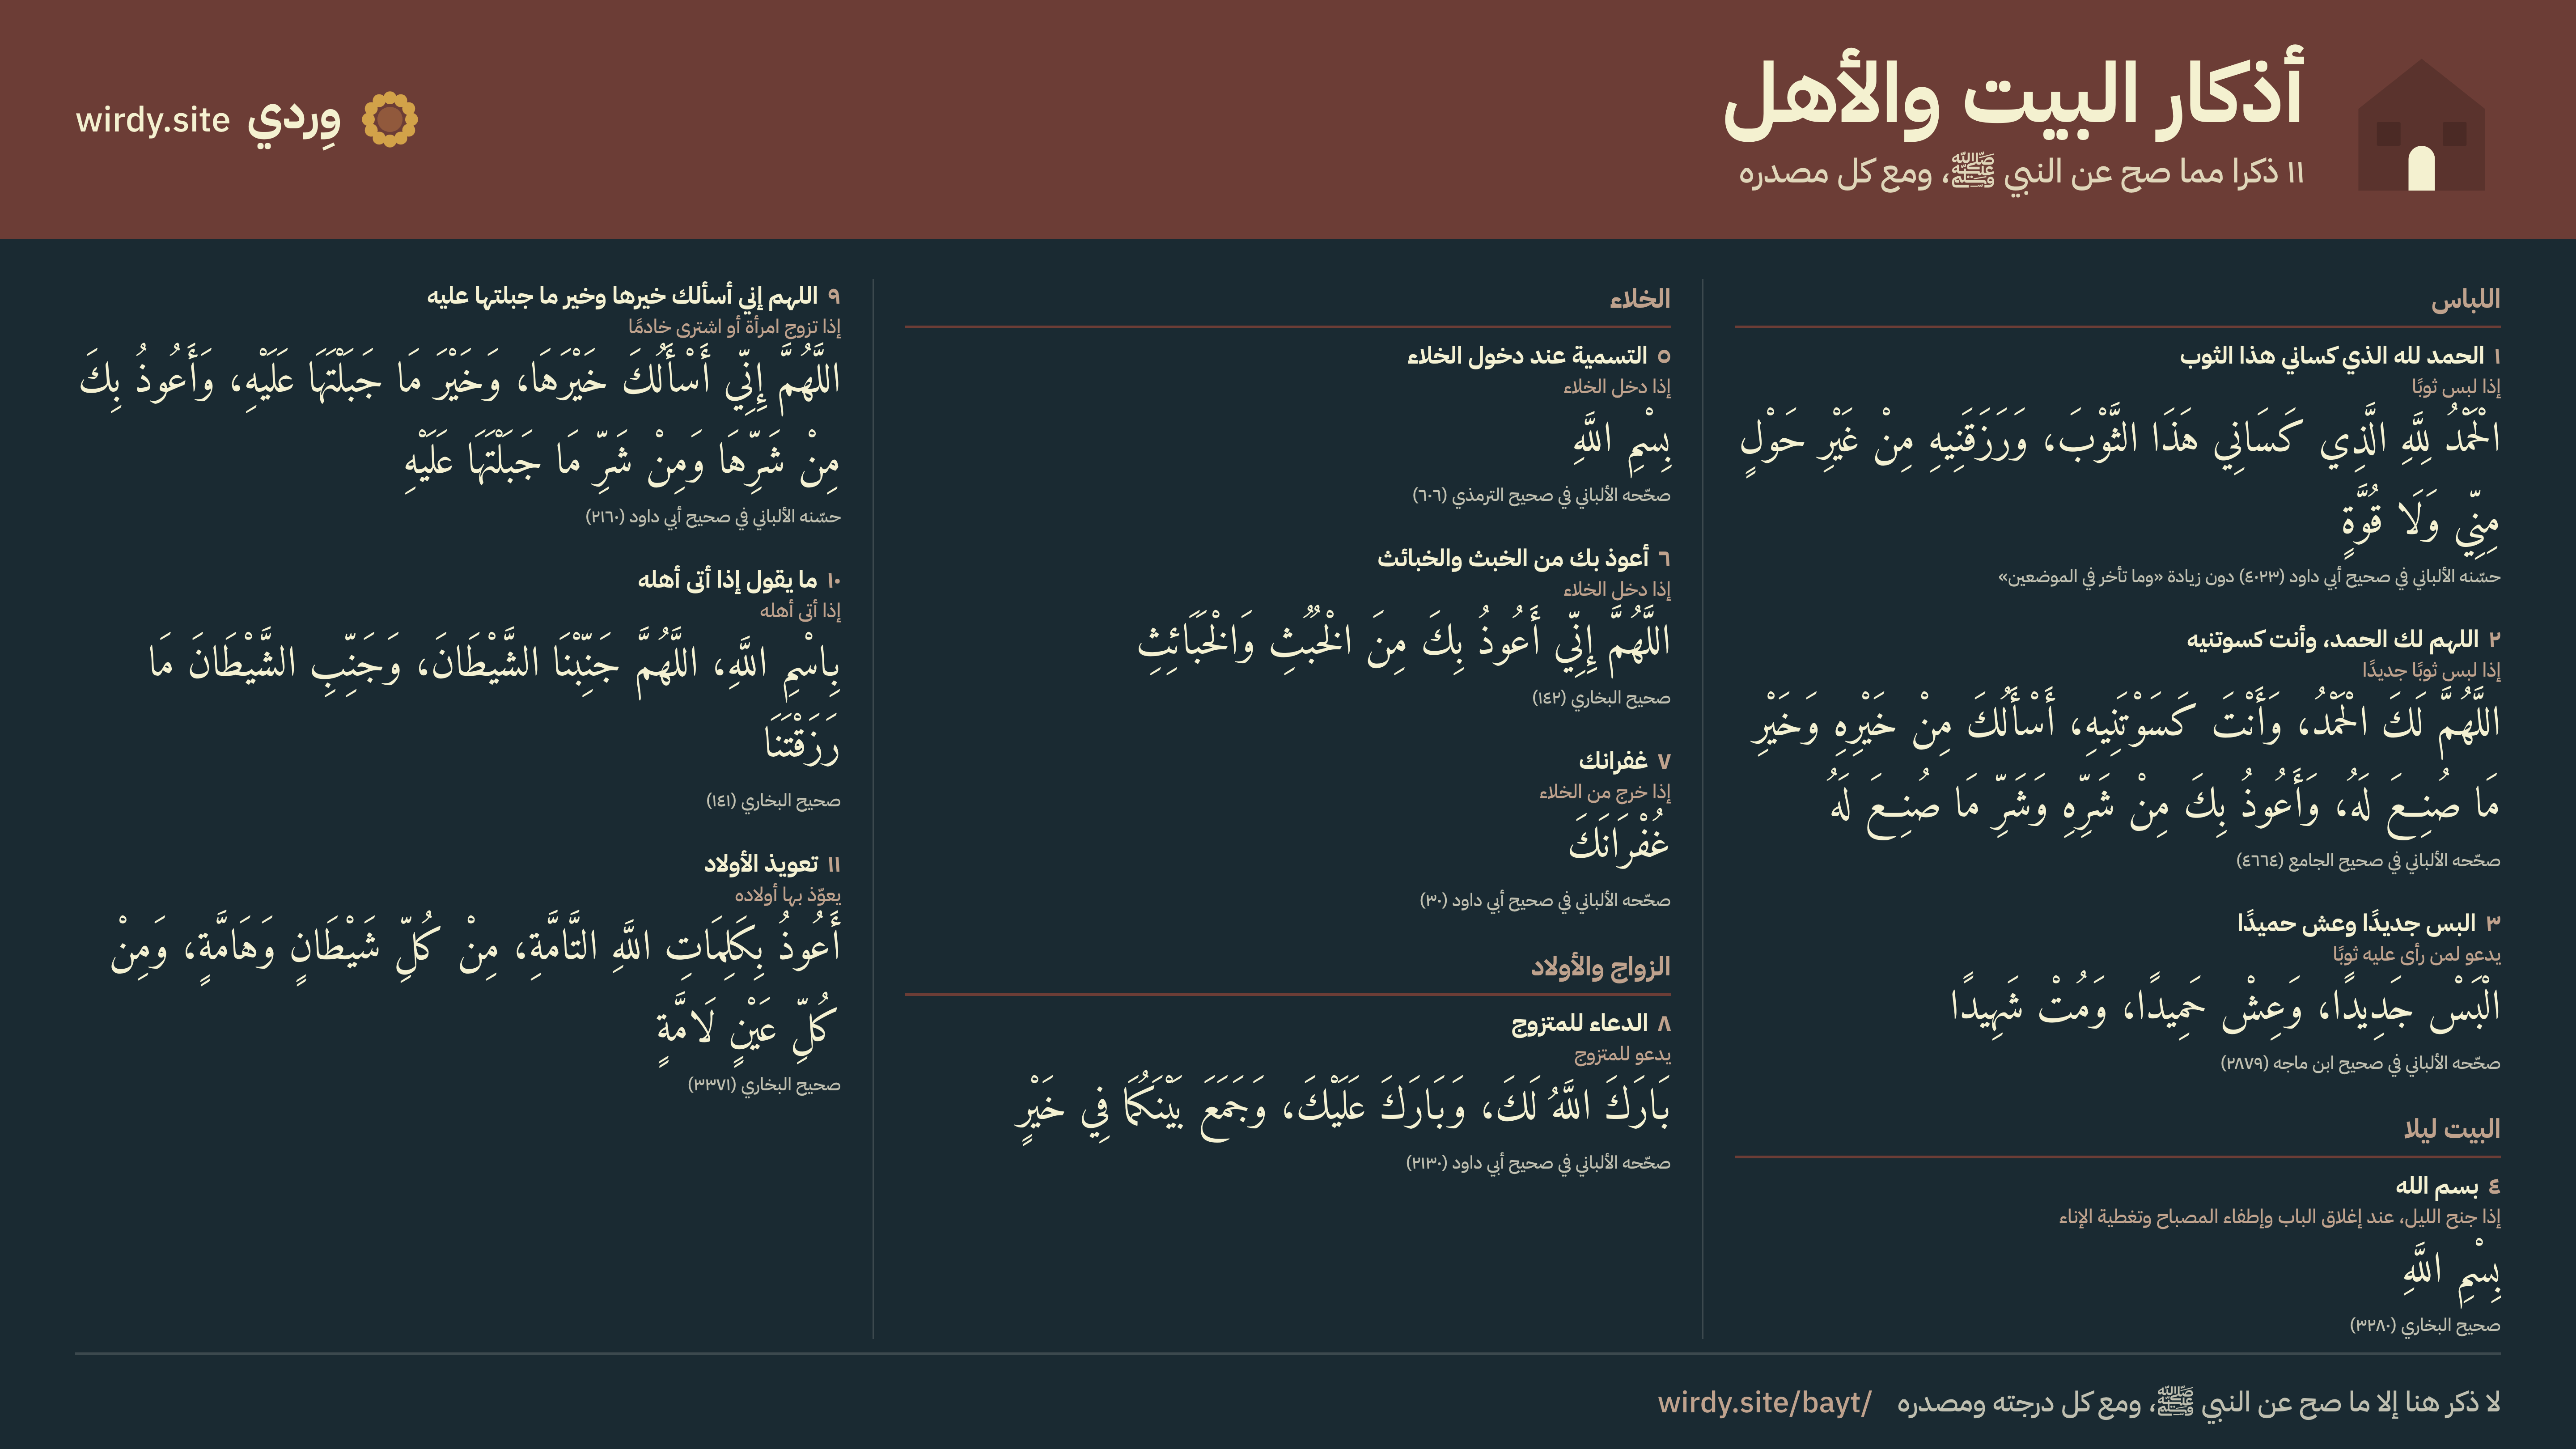 أذكار البيت والأهل
١١ ذكرا مما صح عن النبي ﷺ، ومع كل مصدره
وِردي wirdy.site
اللباس
١ الحمد لله الذي كساني هذا الثوب
إذا لبس ثوبًا
الْحَمْدُ لِلَّهِ الَّذِي كَسَانِي هَذَا الثَّوْبَ، وَرَزَقَنِيهِ مِنْ غَيْرِ حَوْلٍ
مِنِّي وَلَا قُوَّةٍ
حسّنه الألباني في صحيح أبي داود (٤٠٢٣) دون زيادة «وما تأخر في الموضعين»
٢ اللهم لك الحمد، وأنت كسوتنيه
إذا لبس ثوبًا جديدًا
اللَّهُمَّ لَكَ الْحَمْدُ، وَأَنْتَ كَسَوْتَنِيهِ، أَسْأَلُكَ مِنْ خَيْرِهِ وَخَيْرِ
مَا صُنِعَ لَهُ، وَأَعُوذُ بِكَ مِنْ شَرِّهِ وَشَرِّ مَا صُنِعَ لَهُ
صحّحه الألباني في صحيح الجامع (٤٦٦٤)
٣ البس جديدًا وعش حميدًا
يدعو لمن رأى عليه ثوبًا
الْبَسْ جَدِيدًا، وَعِشْ حَمِيدًا، وَمُتْ شَهِيدًا
صحّحه الألباني في صحيح ابن ماجه (٢٨٧٩)
البيت ليلا
٤ بسم الله
إذا جنح الليل، عند إغلاق الباب وإطفاء المصباح وتغطية الإناء
بِسْمِ اللَّهِ
صحيح البخاري (٣٢٨٠)
الخلاء
٥ التسمية عند دخول الخلاء
إذا دخل الخلاء
بِسْمِ اللَّهِ
صحّحه الألباني في صحيح الترمذي (٦٠٦)
٦ أعوذ بك من الخبث والخبائث
إذا دخل الخلاء
اللَّهُمَّ إِنِّي أَعُوذُ بِكَ مِنَ الْخُبُثِ وَالْخَبَائِثِ
صحيح البخاري (١٤٢)
٧ غفرانك
إذا خرج من الخلاء
غُفْرَانَكَ
صحّحه الألباني في صحيح أبي داود (٣٠)
الزواج والأولاد
٨ الدعاء للمتزوج
يدعو للمتزوج
بَارَكَ اللَّهُ لَكَ، وَبَارَكَ عَلَيْكَ، وَجَمَعَ بَيْنَكُمَا فِي خَيْرٍ
صحّحه الألباني في صحيح أبي داود (٢١٣٠)
٩ اللهم إني أسألك خيرها وخير ما جبلتها عليه
إذا تزوج امرأة أو اشترى خادمًا
اللَّهُمَّ إِنِّي أَسْأَلُكَ خَيْرَهَا، وَخَيْرَ مَا جَبَلْتَهَا عَلَيْهِ، وَأَعُوذُ بِكَ
مِنْ شَرِّهَا وَمِنْ شَرِّ مَا جَبَلْتَهَا عَلَيْهِ
حسّنه الألباني في صحيح أبي داود (٢١٦٠)
١٠ ما يقول إذا أتى أهله
إذا أتى أهله
بِاسْمِ اللَّهِ، اللَّهُمَّ جَنِّبْنَا الشَّيْطَانَ، وَجَنِّبِ الشَّيْطَانَ مَا
رَزَقْتَنَا
صحيح البخاري (١٤١)
١١ تعويذ الأولاد
يعوّذ بها أولاده
أَعُوذُ بِكَلِمَاتِ اللَّهِ التَّامَّةِ، مِنْ كُلِّ شَيْطَانٍ وَهَامَّةٍ، وَمِنْ
كُلِّ عَيْنٍ لَامَّةٍ
صحيح البخاري (٣٣٧١)
لا ذكر هنا إلا ما صح عن النبي ﷺ، ومع كل درجته ومصدره wirdy.site/bayt/